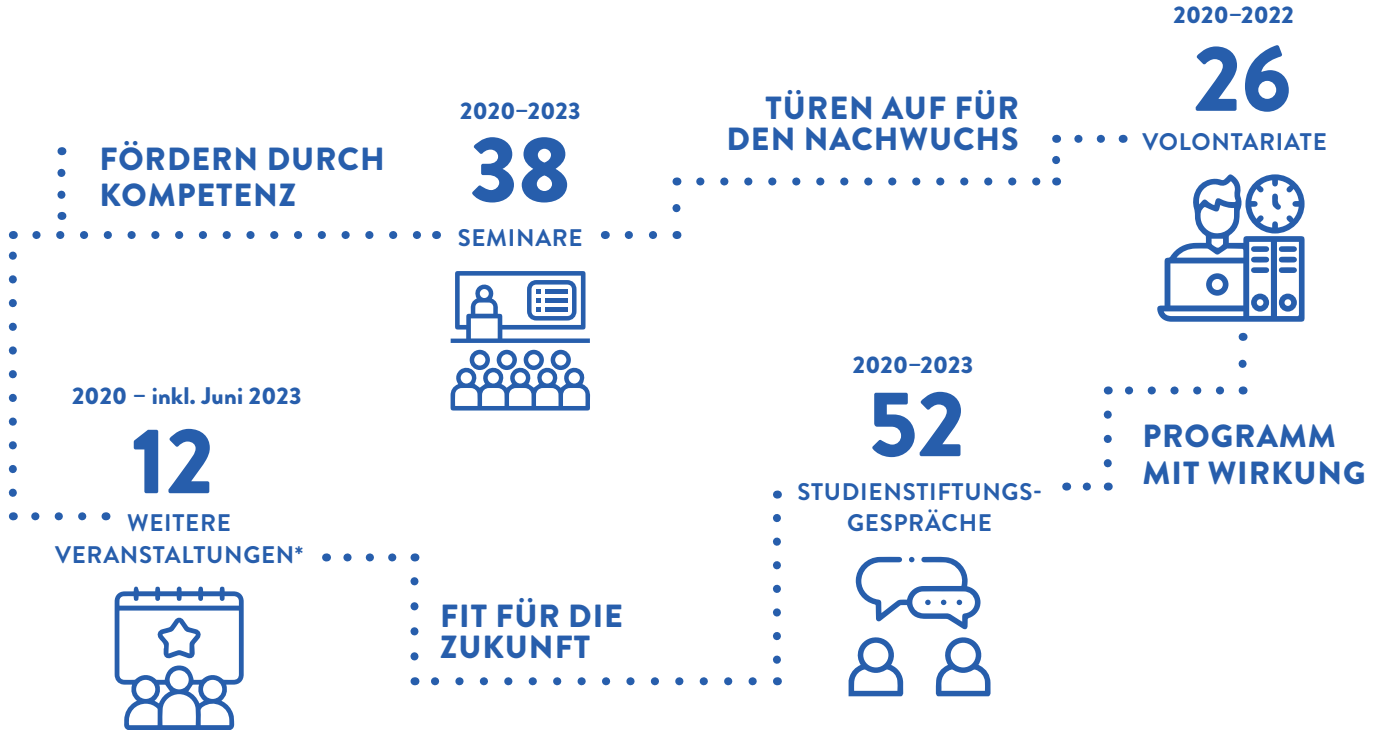 FÖRDERN DURCH
KOMPETENZ
2020–2023
38
SEMINARE
TÜREN AUF FÜR
DEN NACHWUCHS
2020–2022
26
VOLONTARIATE
PROGRAMM
MIT WIRKUNG
2020–2023
52
STUDIENSTIFTUNGS-
GESPRÄCHE
FIT FÜR DIE
ZUKUNFT
2020 – inkl. Juni 2023
12
WEITERE
VERANSTALTUNGEN*